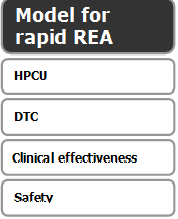 Model for
rapid REA
HPCU
DTC
Clinical effectiveness
Safety